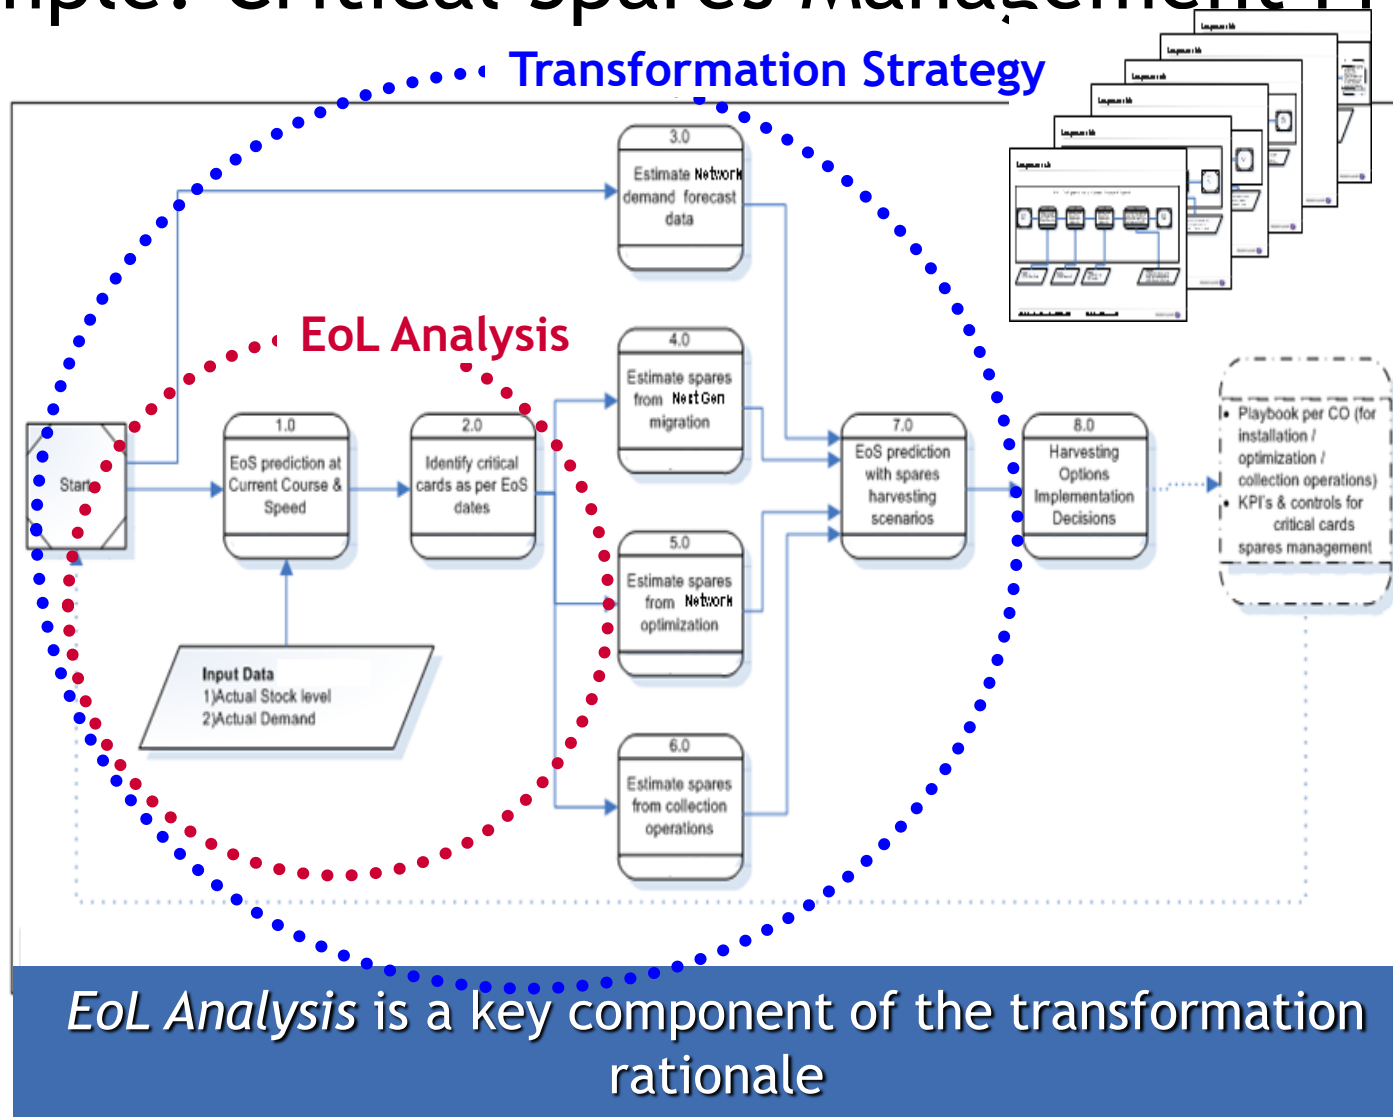 mple: Critical Spares Management Pr
Transformation Strategy
3.0
Estimate Network
demand forecast
data
EoL Analysis
4.0
Estimate spares
from NextGen
migration
Start
1.0
EoS prediction at
Current Course &
Speed
2.0
Identify critical
cards as per EoS
dates
7.0
EoS prediction
with spares
harvesting
scenarios
8.0
Harvesting
Options
Implementation
Decisions
• Playbook per CO (for
installation /
optimization /
collection operations)
• KPI's & controls for
critical cards
spares management
5.0
Estimate spares
from Network
optimization
Input Data
1)Actual Stock level
2)Actual Demand
6.0
Estimate spares
from collection
operations
EoL Analysis is a key component of the transformation
rationale